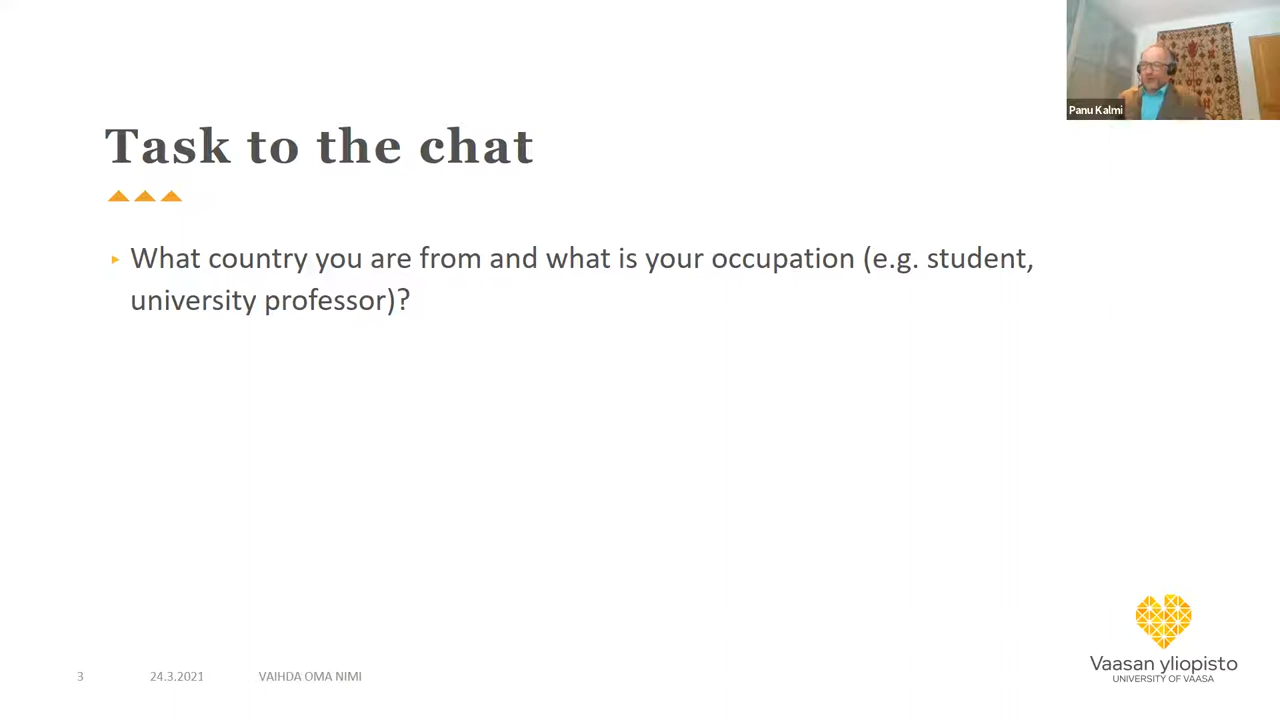 Panu Kalmi
Task to the chat
What country you are from and what is your occupation (e.g. student,
university professor)?
3 24.3.2021 VAIHDA OMA NIMI
Vaasan yliopisto
UNIVERSITY OF VAASA